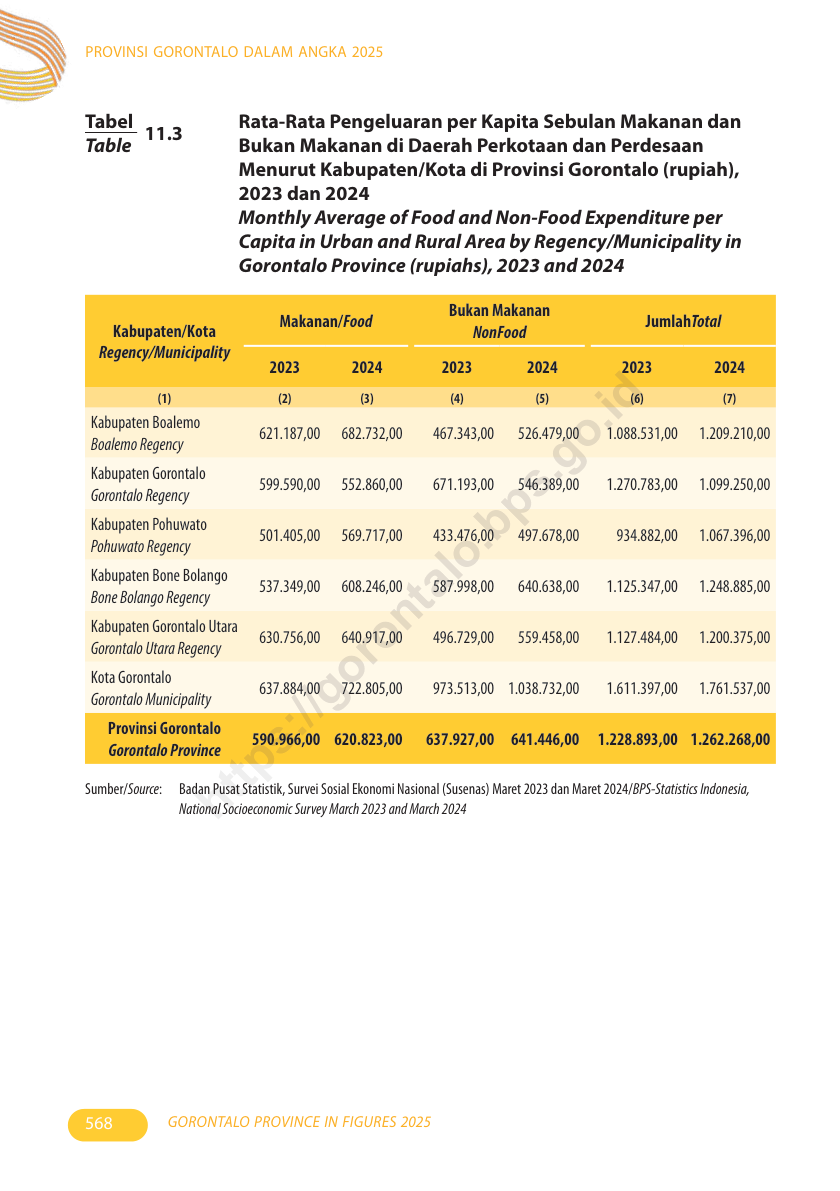 PROVINSI GORONTALO DALAM ANGKA 2025
Tabel
Table
11.3
Rata-Rata Pengeluaran per Kapita Sebulan Makanan dan
Bukan Makanan di Daerah Perkotaan dan Perdesaan
Menurut Kabupaten/Kota di Provinsi Gorontalo (rupiah),
2023 dan 2024
Monthly Average of Food and Non-Food Expenditure per
Capita in Urban and Rural Area by Regency/Municipality in
Gorontalo Province (rupiahs), 2023 and 2024
Kabupaten/Kota
Regency/Municipality
Makanan/Food
Bukan Makanan
NonFood
JumlahTotal
2023 2024 2023 2024 2023 2024
(1) (2) (3) (4) (5) (6) (7)
Kabupaten Boalemo
Boalemo Regency
621.187,00 682.732,00 467.343,00 526.479,00 1.088.531,00 1.209.210,00
Kabupaten Gorontalo
Gorontalo Regency
599.590,00 552.860,00 671.193,00 546.389,00 1.270.783,00 1.099.250,00
Kabupaten Pohuwato
Pohuwato Regency
501.405,00 569.717,00 433.476,00 497.678,00 934.882,00 1.067.396,00
Kabupaten Bone Bolango
Bone Bolango Regency
537.349,00 608.246,00 587.998,00 640.638,00 1.125.347,00 1.248.885,00
Kabupaten Gorontalo Utara
Gorontalo Utara Regency
630.756,00 640.917,00 496.729,00 559.458,00 1.127.484,00 1.200.375,00
Kota Gorontalo
Gorontalo Municipality
637.884,00 722.805,00 973.513,00 1.038.732,00 1.611.397,00 1.761.537,00
Provinsi Gorontalo
Gorontalo Province
590.966,00 620.823,00 637.927,00 641.446,00 1.228.893,00 1.262.268,00
Sumber/Source: Badan Pusat Statistik, Survei Sosial Ekonomi Nasional (Susenas) Maret 2023 dan Maret 2024/BPS-Statistics Indonesia,
National Socioeconomic Survey March 2023 and March 2024
https://gorontalo.bps.go.id
568
GORONTALO PROVINCE IN FIGURES 2025